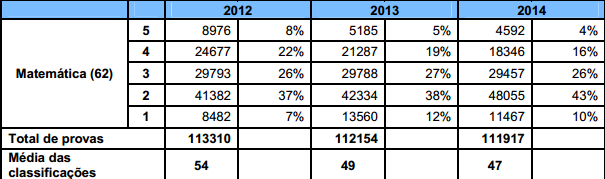 2012 2013 2014
5 8976 8% 5185 5% 4592 4%
4 24677 22% 21287 19% 18346 16%
Matemática (62) 3 29793 26% 29788 27% 29457 26%
2 41382 37% 42334 38% 48055 43%
1 8482 7% 13560 12% 11467 10%
Total de provas 113310 112154 111917
Média das classificações 54 49 47